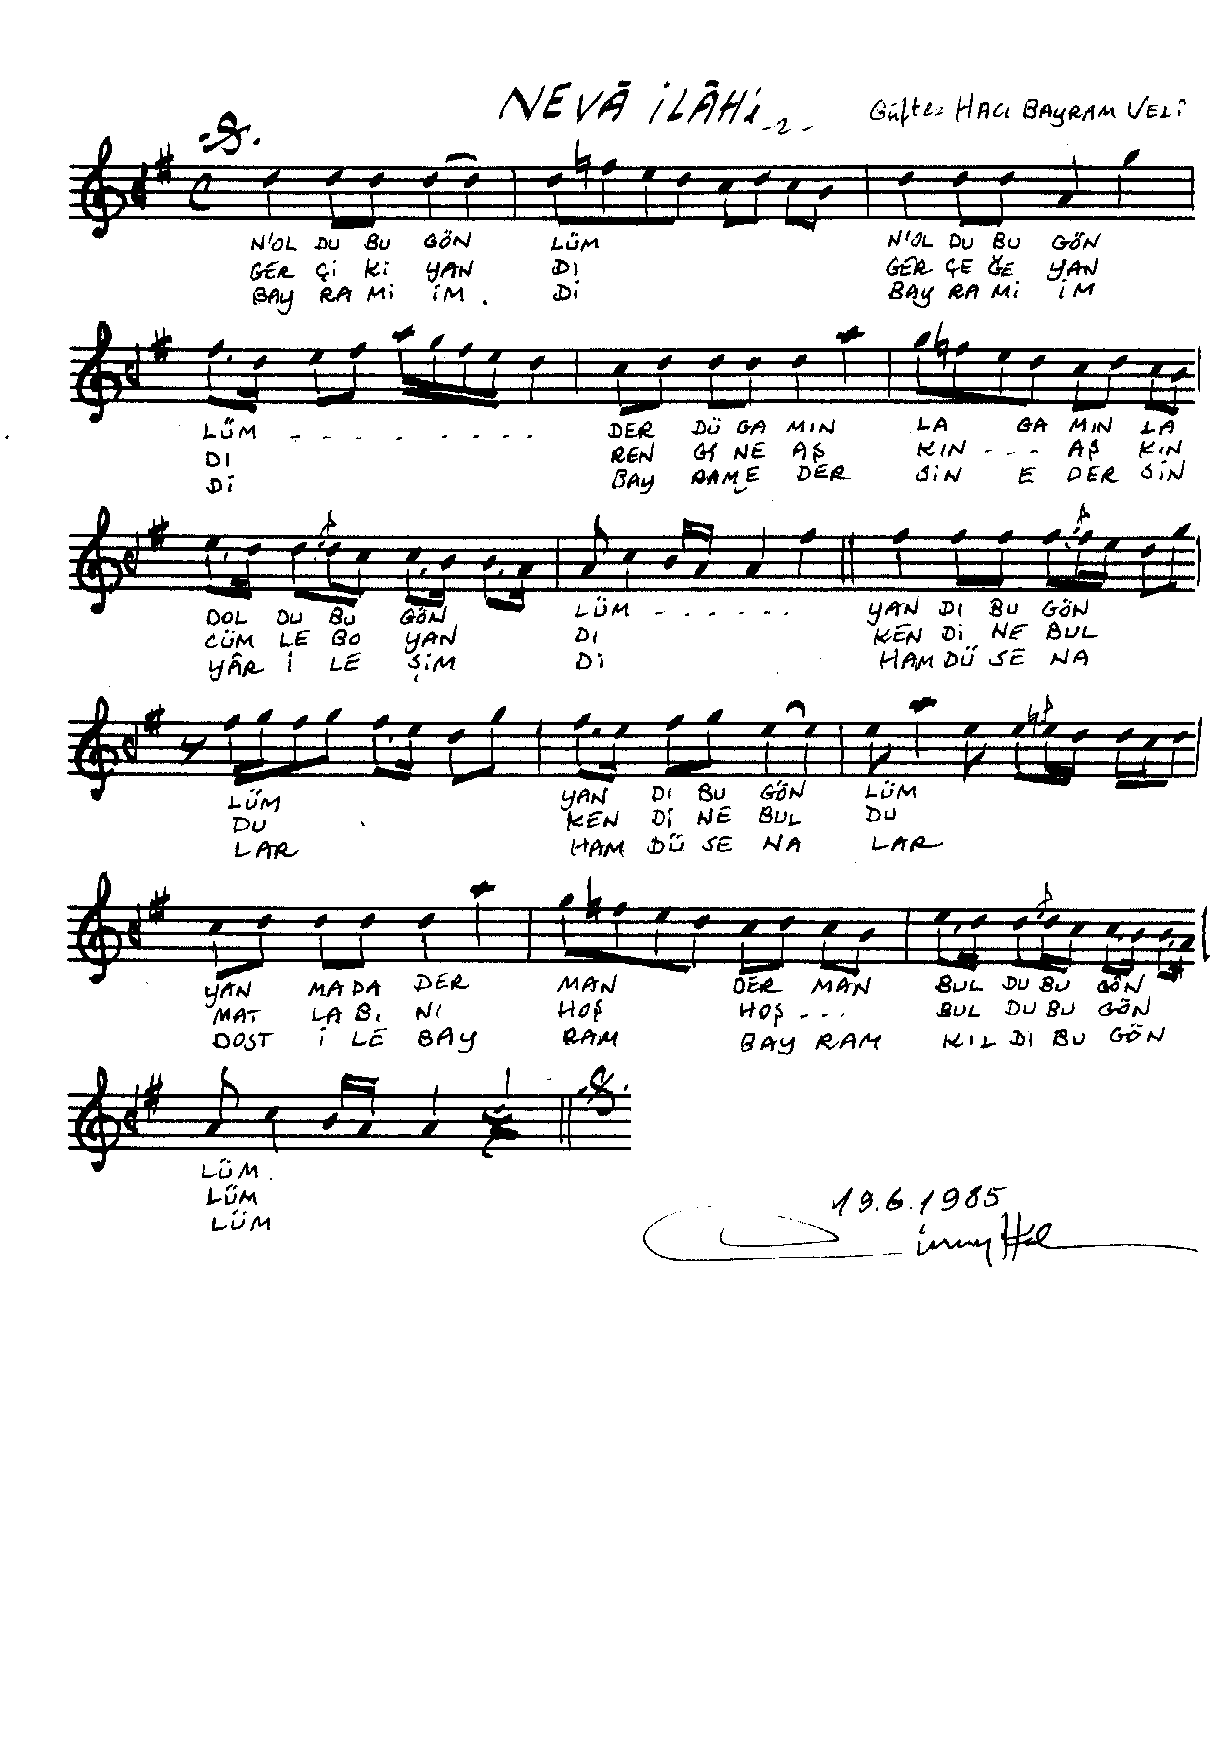 NEVÂ İLÂHİ -2-
Güfte: HACI BAYRAM VELİ
N'OL DU BU GÖN LÜM N'OL DU BU GÖN
GER ÇI Kİ YAN DI GER ÇE ĞE YAN
BAY RA Mİ İM . Dİ BAY RA Mİ İM
LÜM - - - - - - - DER DÜ GA MIN LA GA MIN LA
DI REN Gİ NE AŞ KIN - - - AŞ KIN
Dİ BAY RAM E DER SİN E DER SİN
DOL DU BU GÖN LÜM - - - - - - YAN DI BU GÖN
CÜM LE BO YAN DI KEN Dİ NE BUL
YÂR İ LE ŞİM Dİ HAM DÜ SE NA
LÜM YAN DI BU GÖN LÜM
DU KEN Dİ NE BUL DU
LAR HAM DÜ SE NA LAR
YAN MA DA DER MAN DER MAN BUL DU BU GÖN
MAT LA BI NI HOŞ HOŞ - - - BUL DU BU GÖN
DOST İ LE BAY RAM BAY RAM KIL DI BU GÖN
LÜM .
LÜM
LÜM
19.6.1985